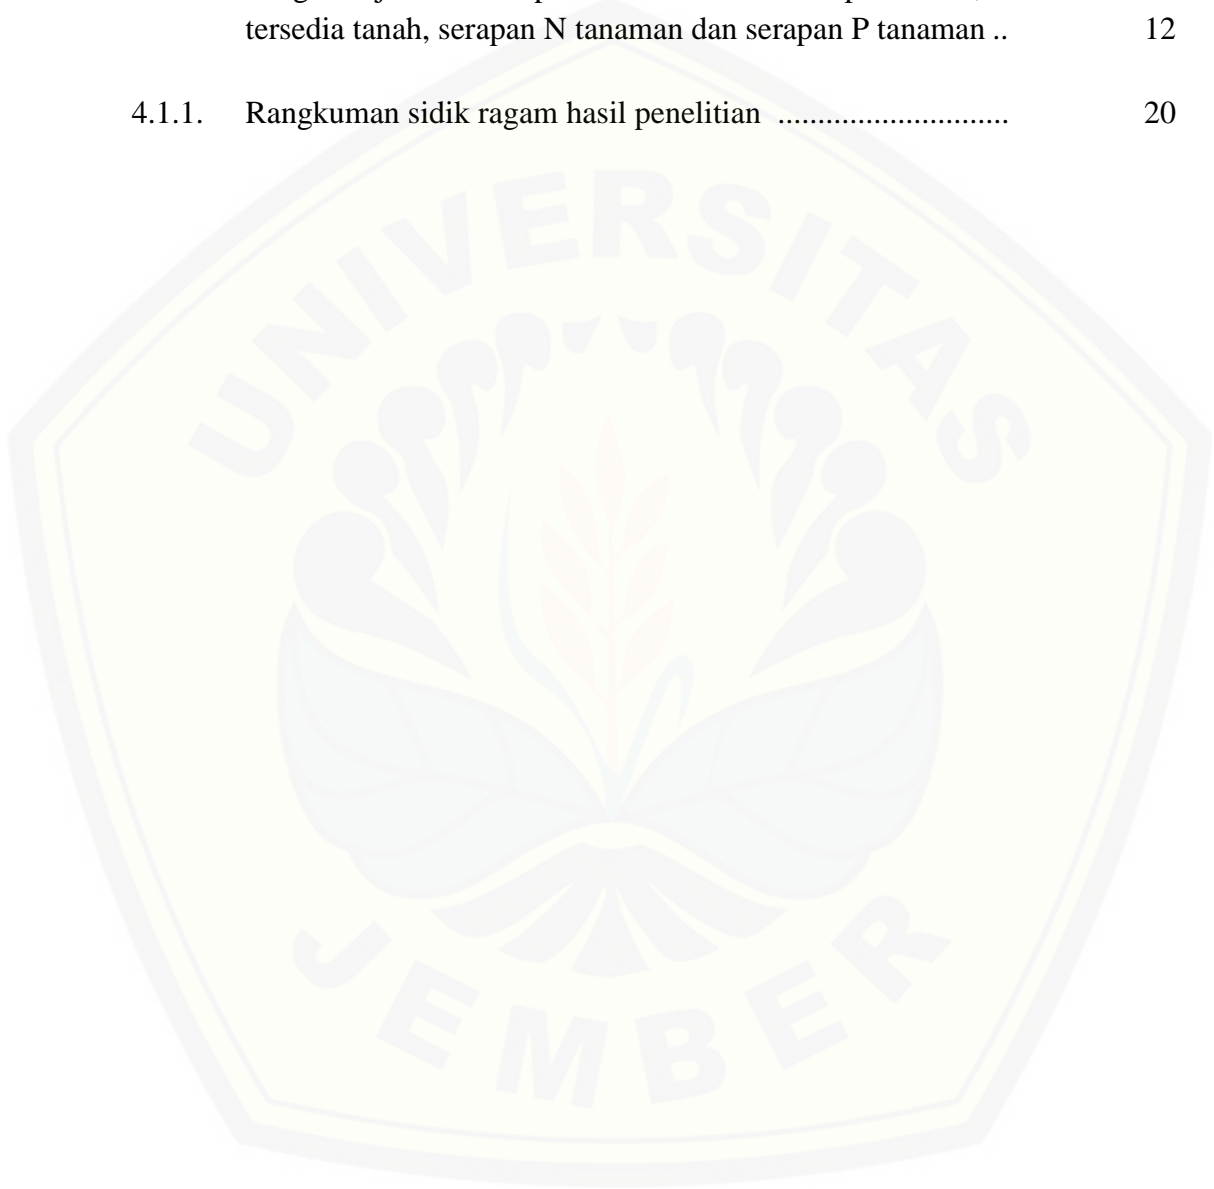 tersedia tanah, serapan N tanaman dan serapan P tanaman .. 12
4.1.1. Rangkuman sidik ragam hasil penelitian ............................. 20
UNIVERSITAS
JEMBER